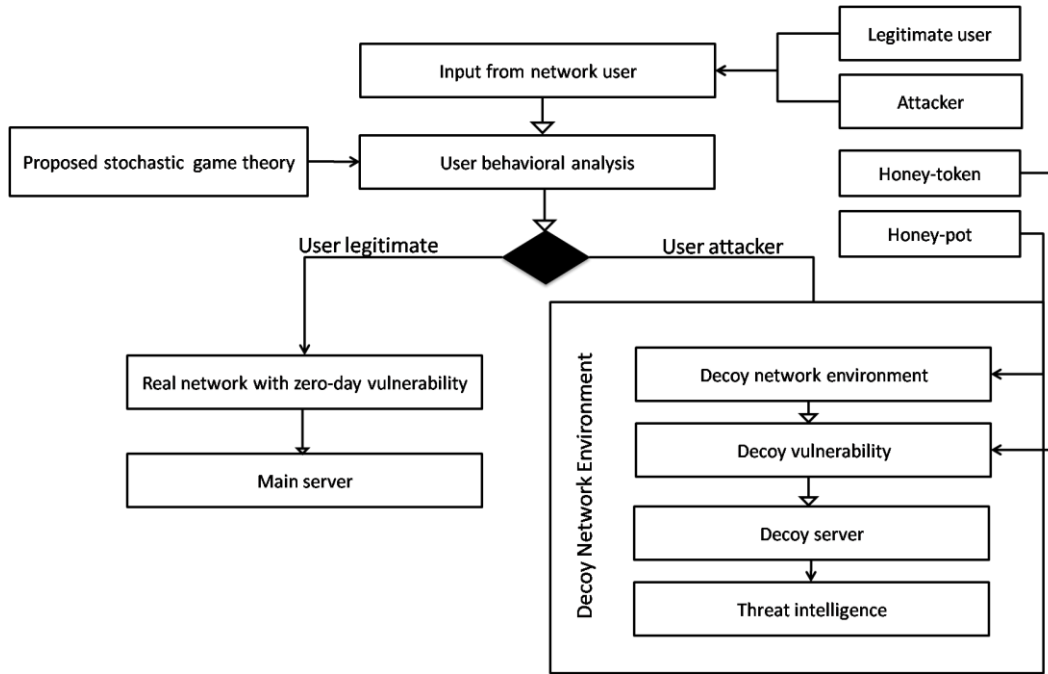 Legitimate user
Input from network user
Attacker
Proposed stochastic game theory
User behavioral analysis
Honey-token
Honey-pot
User legitimate
User attacker
Decoy Network Environment
Real network with zero-day vulnerability
Main server
Decoy network environment
Decoy vulnerability
Decoy server
Threat intelligence